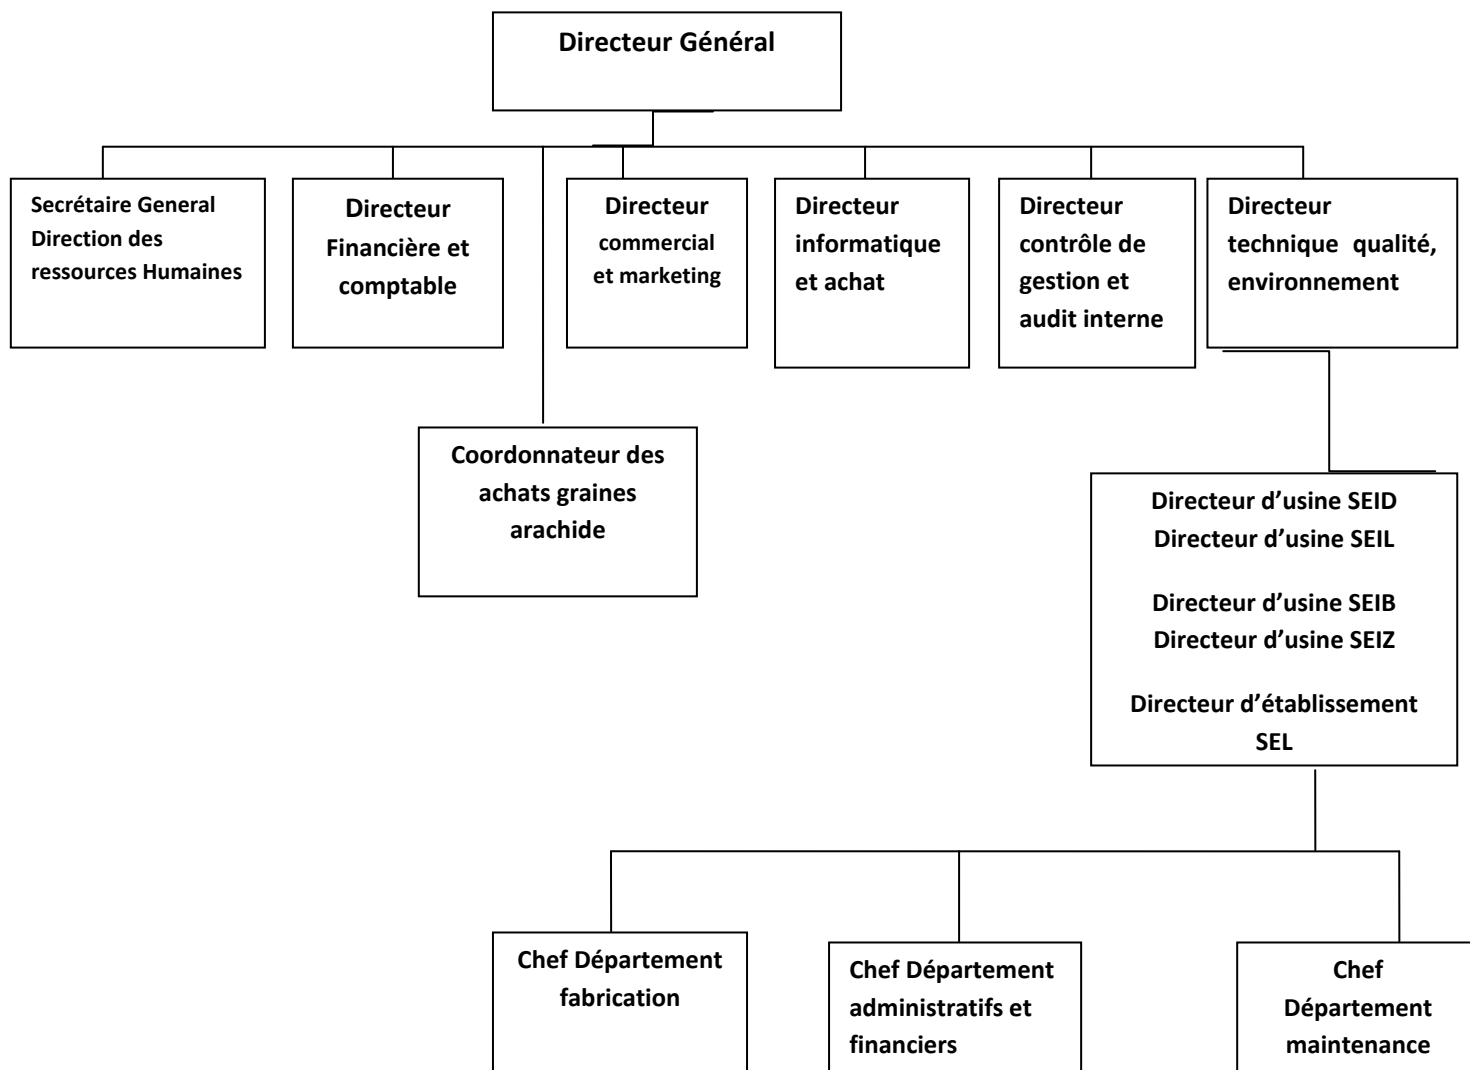 Directeur Général
Secrétaire General
Direction des
ressources Humaines
Directeur
Financière et
comptable
Directeur
commercial
et marketing
Directeur
informatique
et achat
Directeur
contrôle de
gestion et
audit interne
Directeur
technique qualité,
environnement
Coordonnateur des
achats graines
arachide
Directeur d’usine SEID
Directeur d’usine SEIL
Directeur d’usine SEIB
Directeur d’usine SEIZ
Directeur d’établissement
SEL
Chef Département
fabrication
Chef Département
administratifs et
financiers
Chef
Département
maintenance